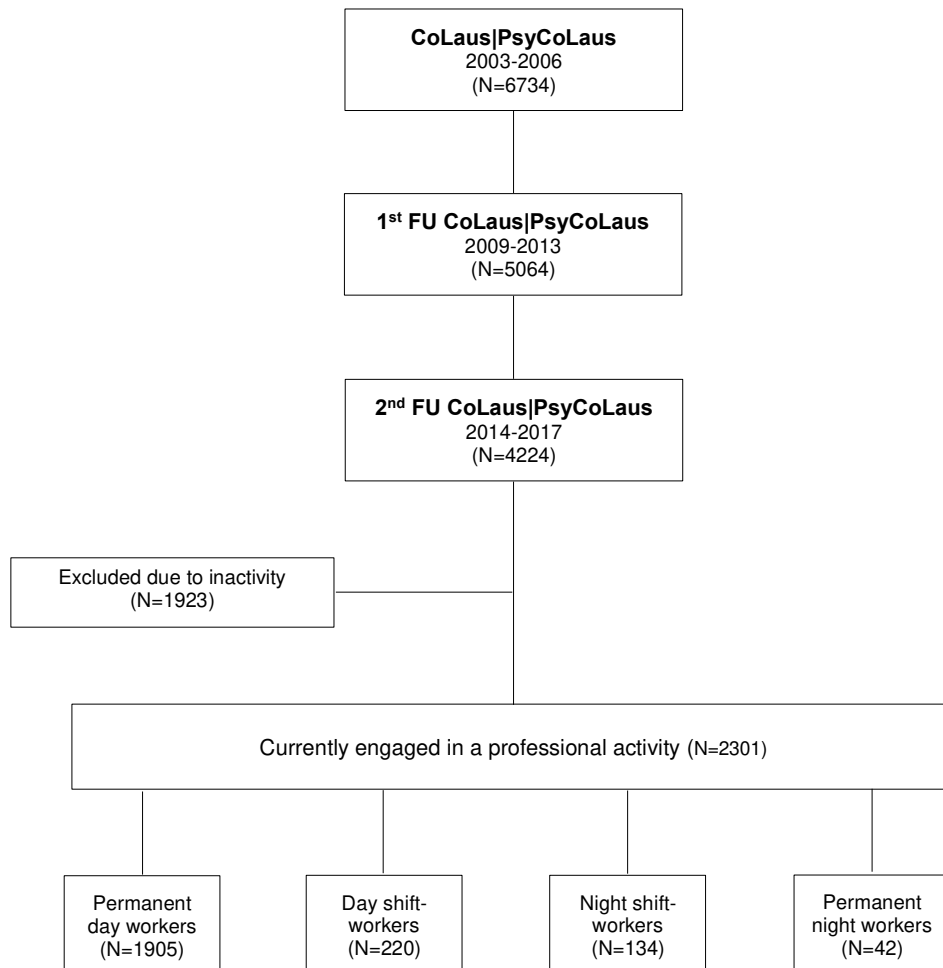 CoLaus|PsyCoLaus
2003-2006
(N=6734)
1st FU CoLaus|PsyCoLaus
2009-2013
(N=5064)
2nd FU CoLaus|PsyCoLaus
2014-2017
(N=4224)
Excluded due to inactivity
(N=1923)
Currently engaged in a professional activity (N=2301)
Permanent
day workers
(N=1905)
Day shift-
workers
(N=220)
Night shift-
workers
(N=134)
Permanent
night workers
(N=42)